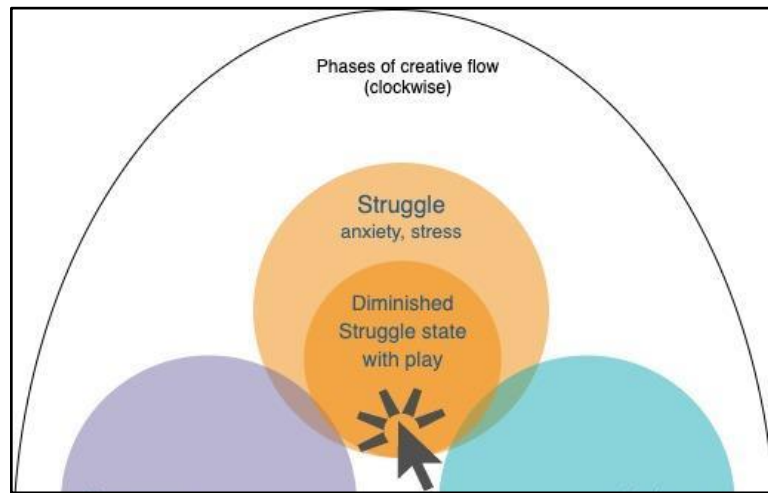 Phases of creative flow
(clockwise)
Struggle
anxiety, stress
Diminished
Struggle state
with play